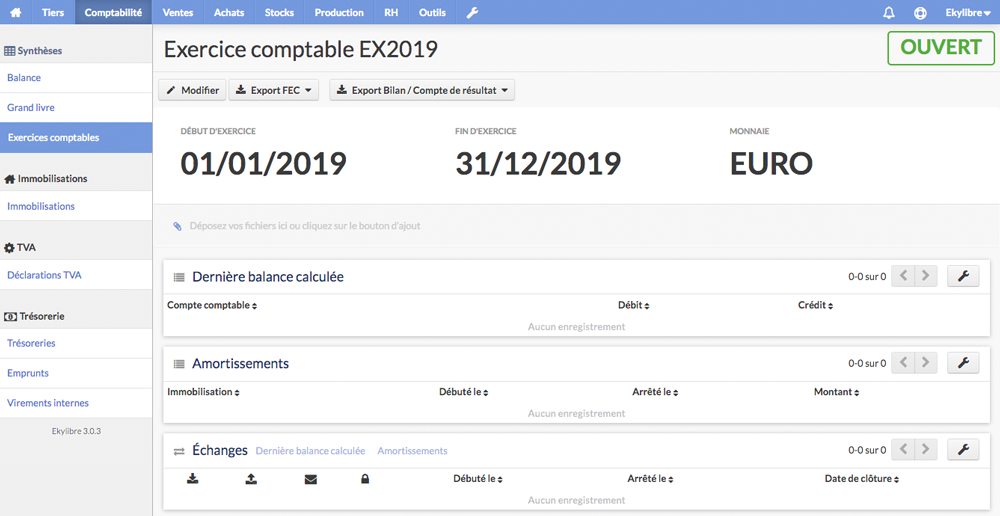 Tiers Comptabilité Ventes Achats Stocks Production RH Outils Ekylibre
Synthèses
Balance
Grand livre
Exercices comptables
Immobilisations
Immobilisations
TVA
Déclarations TVA
Trésorerie
Trésoreries
Emprunts
Virements internes
Ekylibre 3.0.3
Exercice comptable EX2019
OUVERT
Modifier Export FEC Export Bilan / Compte de résultat
DÉBUT D'EXERCICE FIN D'EXERCICE MONNAIE
01/01/2019 31/12/2019 EURO
Déposez vos fichiers ici ou cliquez sur le bouton d'ajout
Dernière balance calculée 0-0 sur 0
Compte comptable Débit Crédit
Aucun enregistrement
Amortissements 0-0 sur 0
Immobilisation Débuté le Arrêté le Montant
Aucun enregistrement
Échanges Dernière balance calculée Amortissements 0-0 sur 0
Débuté le Arrêté le Date de clôture
Aucun enregistrement